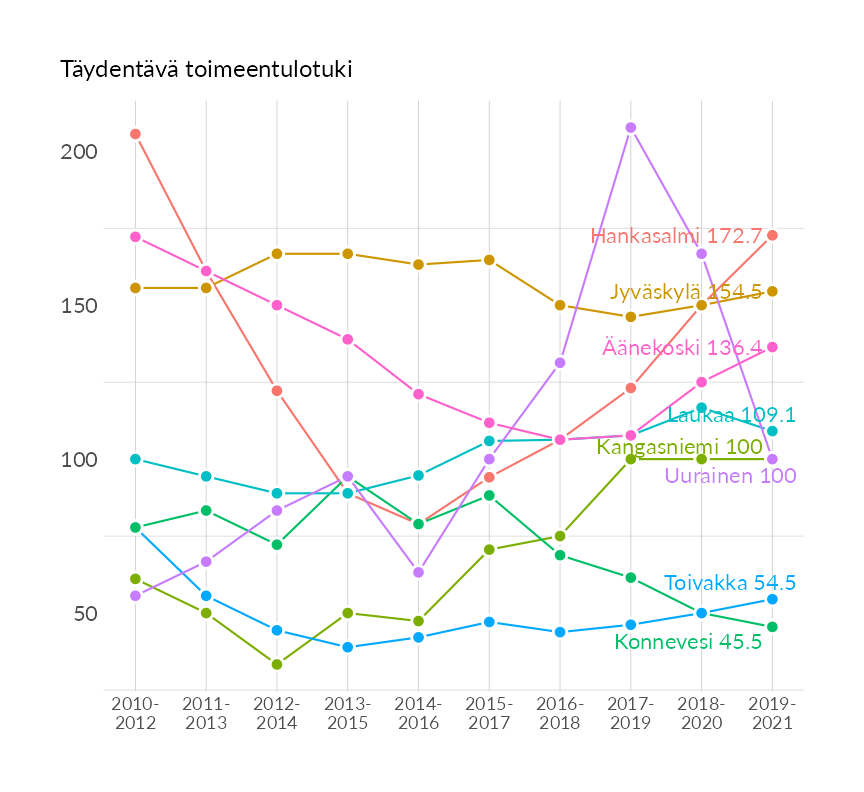 Täydentävä toimeentulotuki
200
150
100
50
Hankasalmi 172.7
Jyväskylä 154.5
Äänekoski 136.4
Laukaa 109.1
Kangasniemi 100
Uurainen 100
Toivakka 54.5
Konnevesi 45.5
2010- 2011- 2012- 2013- 2014- 2015- 2016- 2017- 2018- 2019-
2012 2013 2014 2015 2016 2017 2018 2019 2020 2021